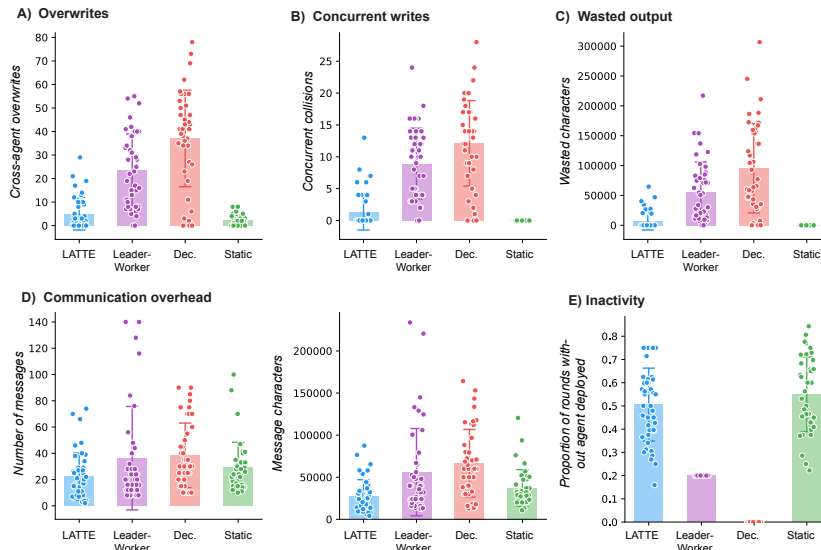 A) Overwrites
Cross-agent overwrites
80
70
60
50
40
30
20
10
0
LATTE
Leader-
Worker
Dec.
Static
B) Concurrent writes
Concurrent collisions
25
20
15
10
5
0
LATTE
Leader-
Worker
Dec.
Static
C) Wasted output
Wasted characters
300000
250000
200000
150000
100000
50000
0
LATTE
Leader-
Worker
Dec.
Static
D) Communication overhead
Number of messages
140
120
100
80
60
40
20
0
LATTE
Leader-
Worker
Dec.
Static
Message characters
200000
150000
100000
50000
0
LATTE
Leader-
Worker
Dec.
Static
E) Inactivity
Proportion of rounds with-
out agent deployed
0.8
0.7
0.6
0.5
0.4
0.3
0.2
0.1
0.0
LATTE
Leader-
Worker
Dec.
Static